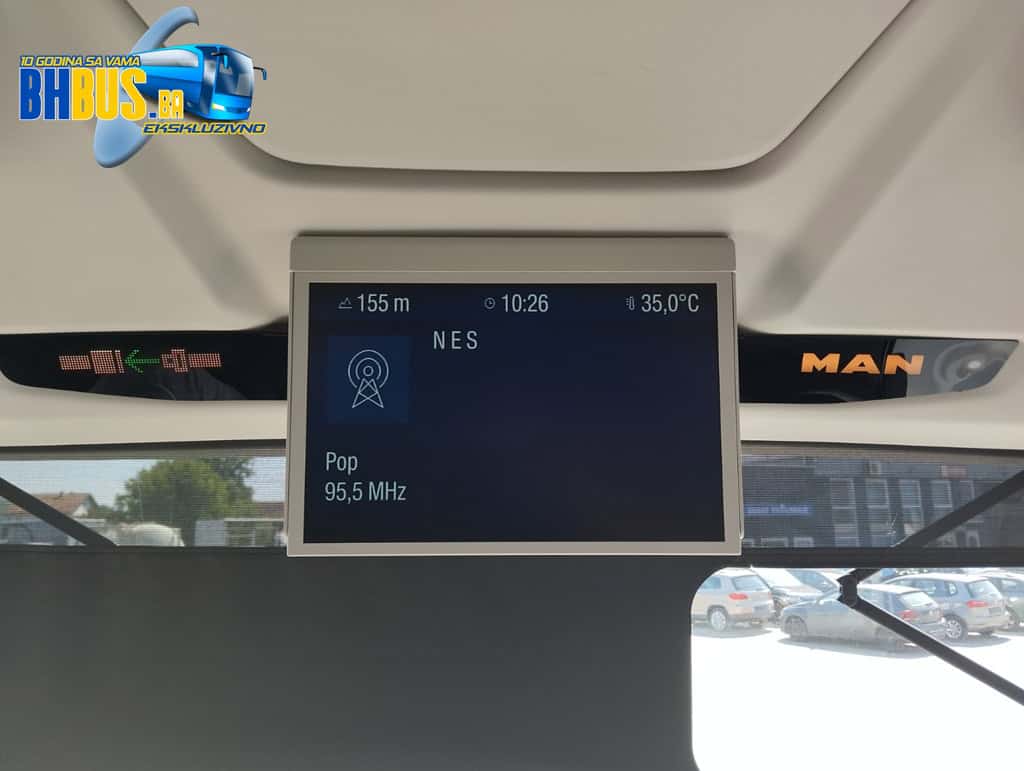 10 GODINA SA VAMA
BHBUS.BA
EKSKLUZIVNO
155 m 10:26 35,0°C
NES
Pop
95,5 MHz
MAN